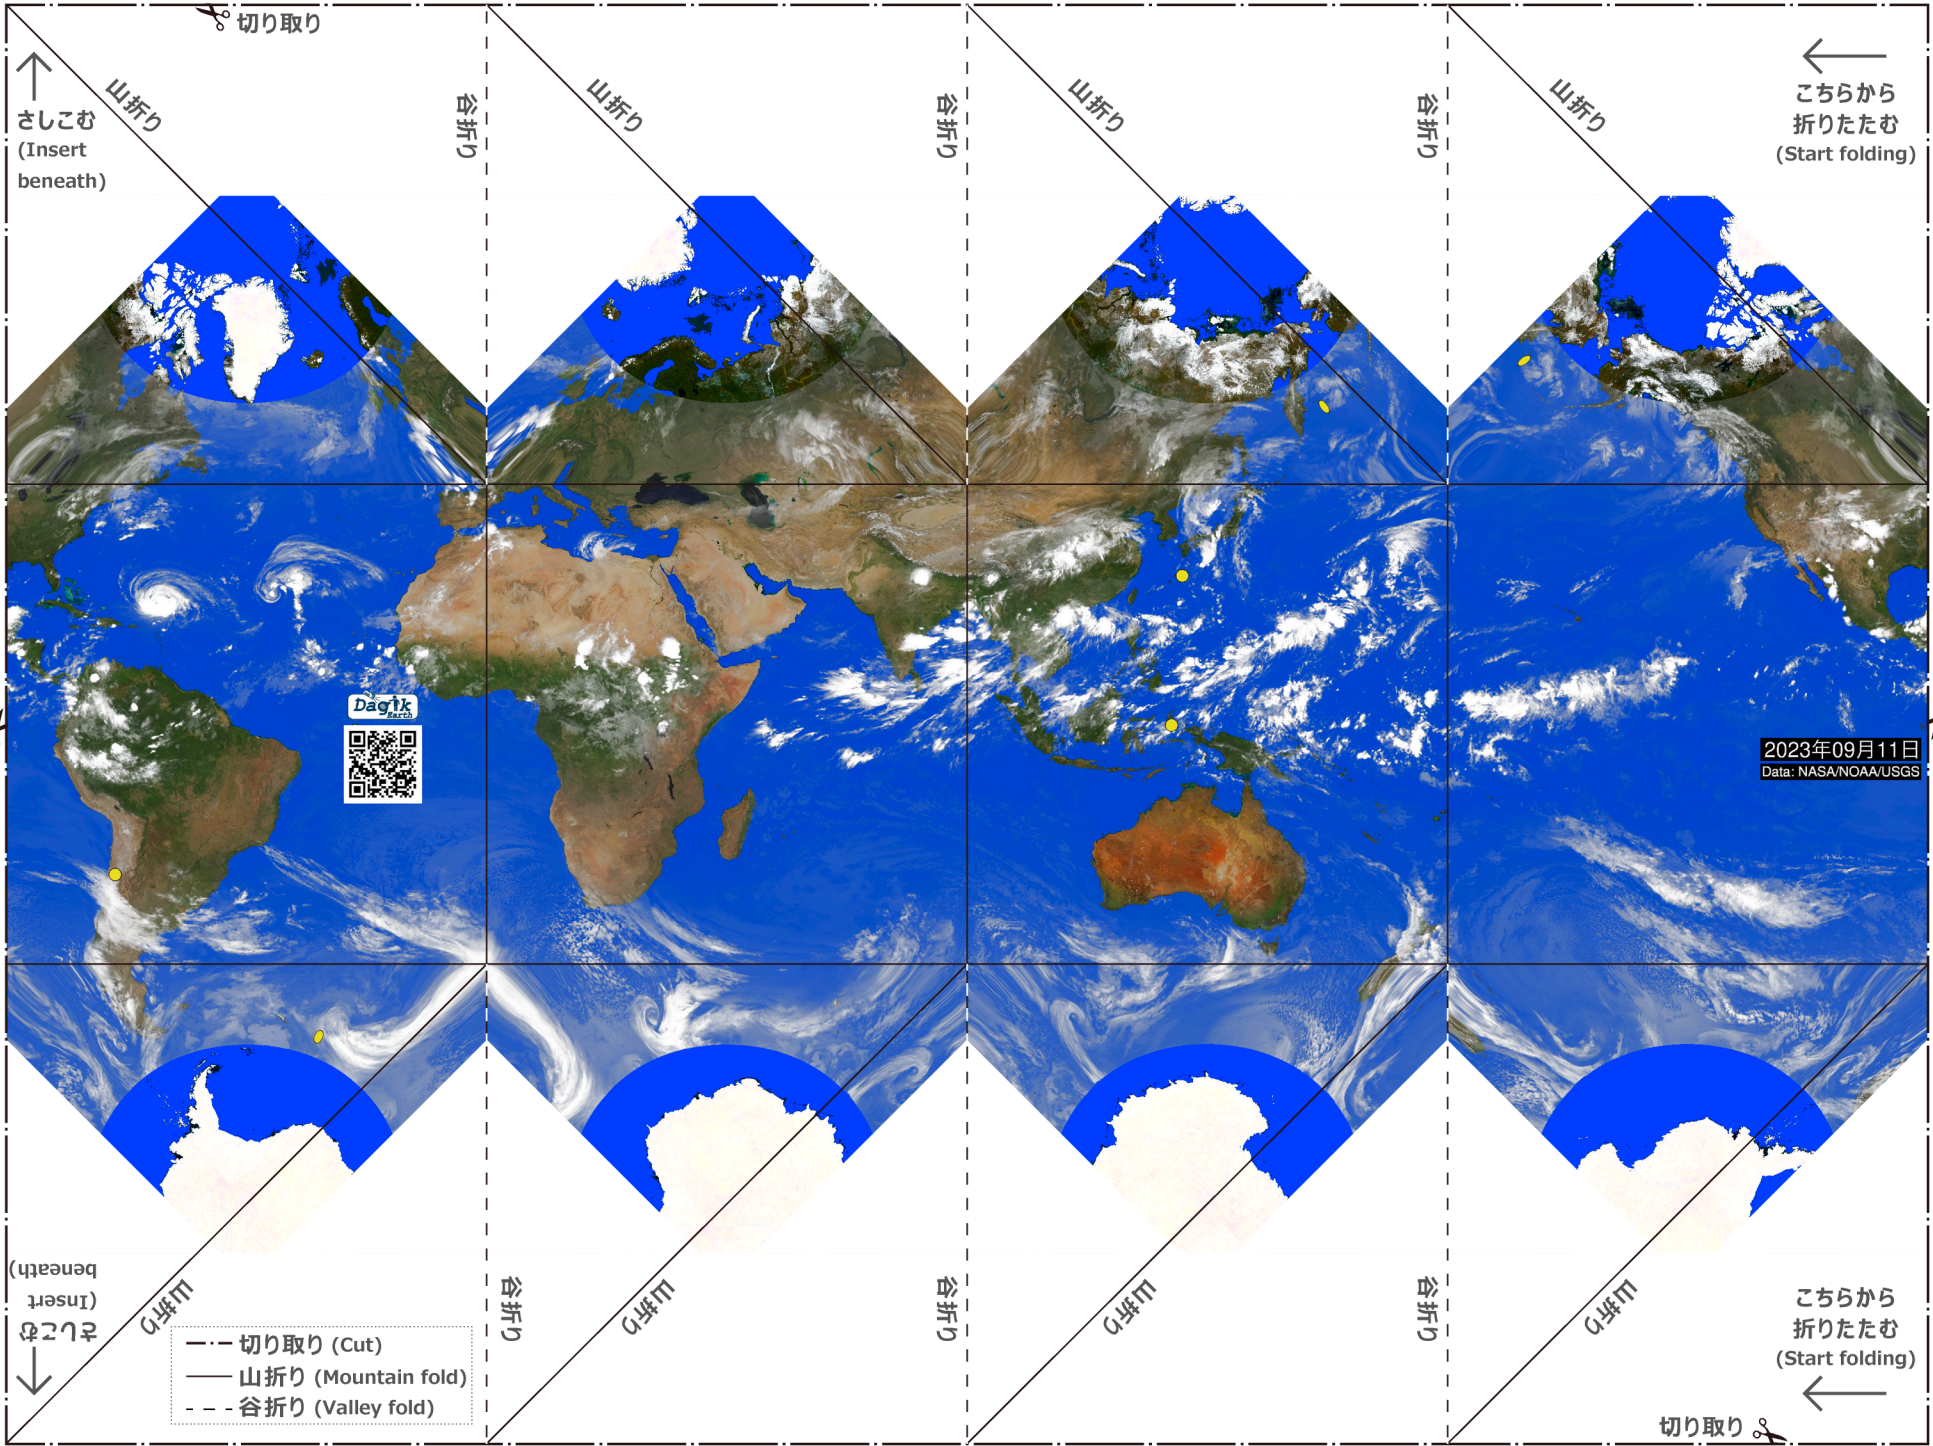 切り取り
さしこむ
(Insert
beneath)
山折り
谷折り
山折り
谷折り
山折り
谷折り
山折り
こちらから
折りたたむ
(Start folding)
Dagik
Earth
2023年09月11日
Data: NASA/NOAA/USGS
さしこむ
(Insert
beneath)
山折り
谷折り
山折り
谷折り
山折り
谷折り
山折り
こちらから
折りたたむ
(Start folding)
切り取り (Cut)
山折り (Mountain fold)
谷折り (Valley fold)
切り取り